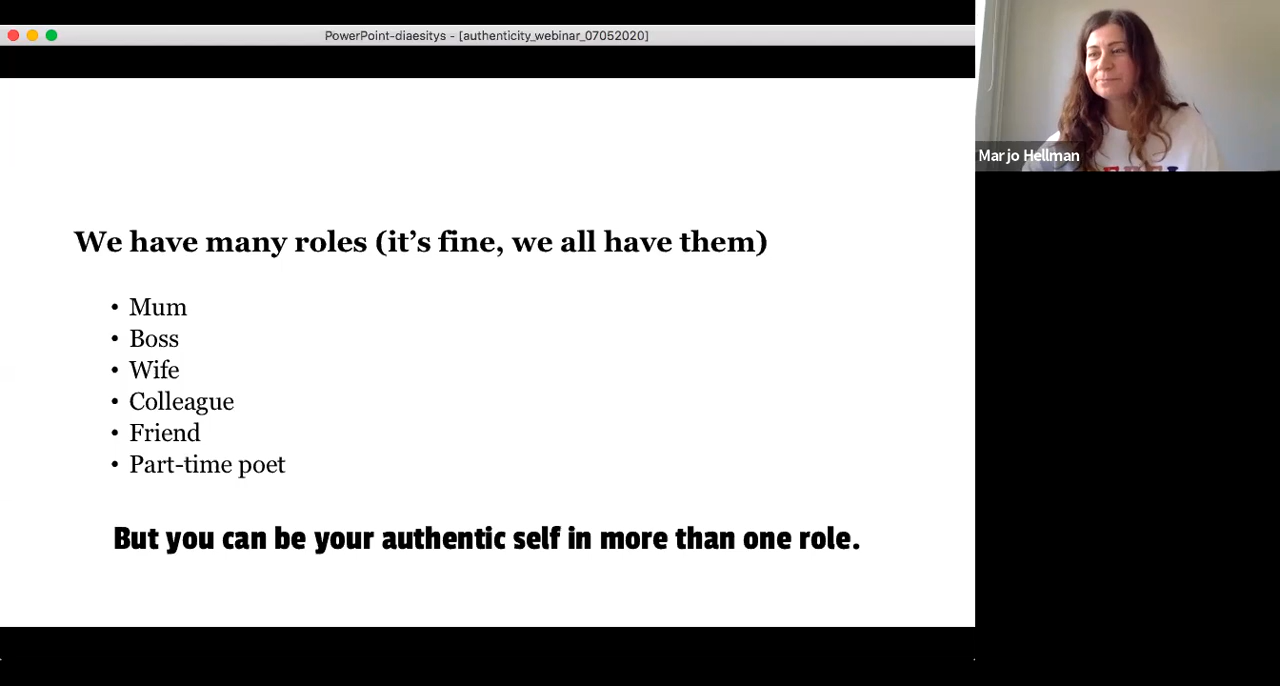 PowerPoint-diaesitys - [authenticity_webinar_07052020]
Marjo Hellman
We have many roles (it’s fine, we all have them)
• Mum
• Boss
• Wife
• Colleague
• Friend
• Part-time poet
But you can be your authentic self in more than one role.